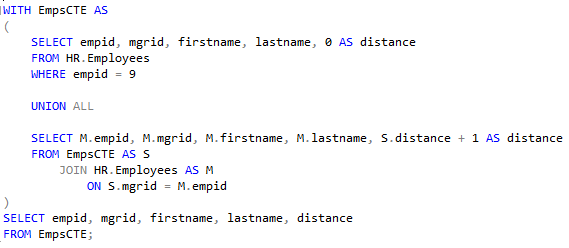 WITH EmpsCTE AS
(
    SELECT empid, mgrid, firstname, lastname, 0 AS distance
    FROM HR.Employees
    WHERE empid = 9

    UNION ALL

    SELECT M.empid, M.mgrid, M.firstname, M.lastname, S.distance + 1 AS distance
    FROM EmpsCTE AS S
        JOIN HR.Employees AS M
            ON S.mgrid = M.empid
)
SELECT empid, mgrid, firstname, lastname, distance
FROM EmpsCTE;